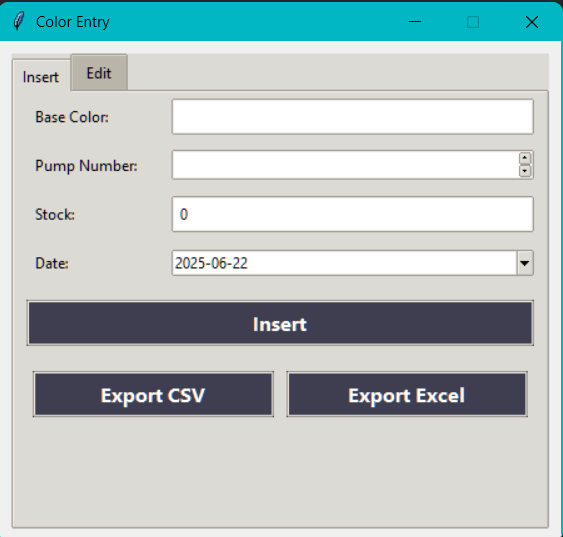 Color Entry
Insert Edit
Base Color:
Pump Number:
Stock: 0
Date: 2025-06-22
Insert
Export CSV Export Excel